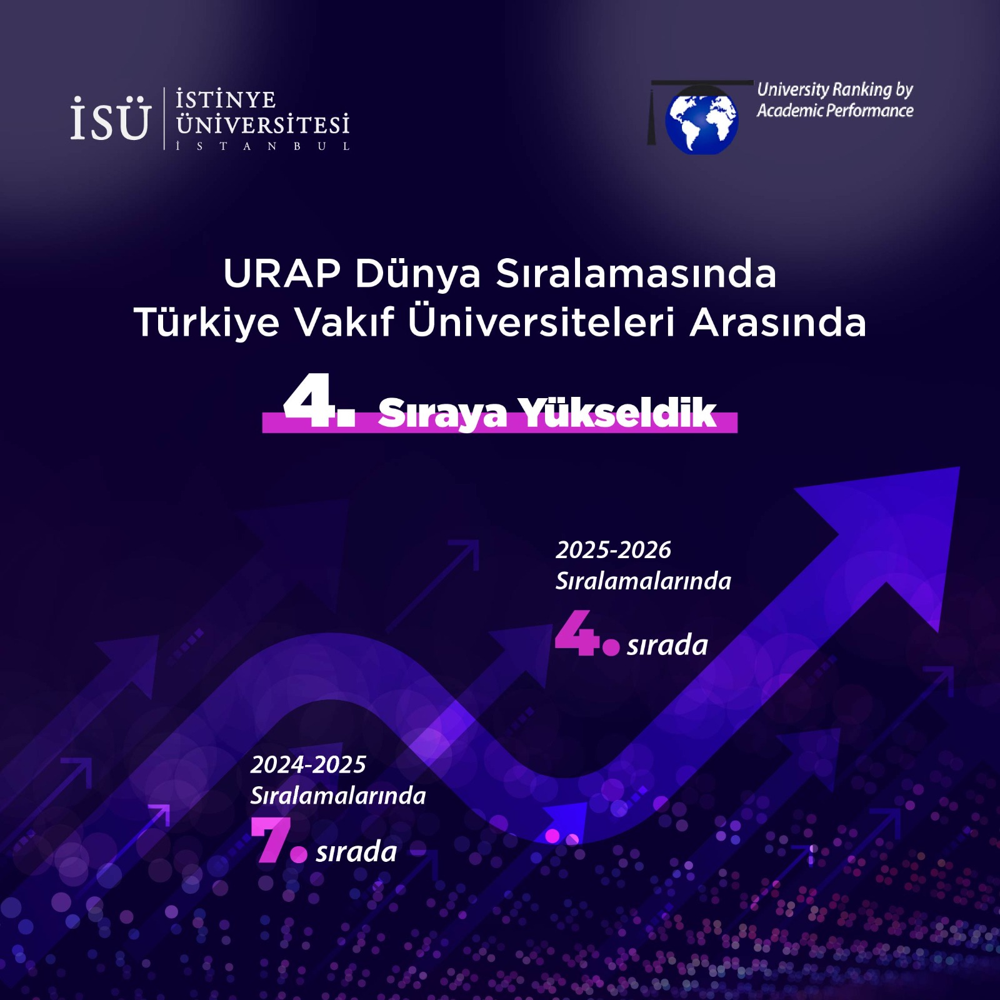 İSÜ
İSTİNYE
ÜNİVERSİTESİ
İSTANBUL
University Ranking by
Academic Performance
URAP Dünya Sıralamasında
Türkiye Vakıf Üniversiteleri Arasında
4. Sıraya Yükseldik
2025-2026
Sıralamalarında
4. sırada
2024-2025
Sıralamalarında
7. sırada